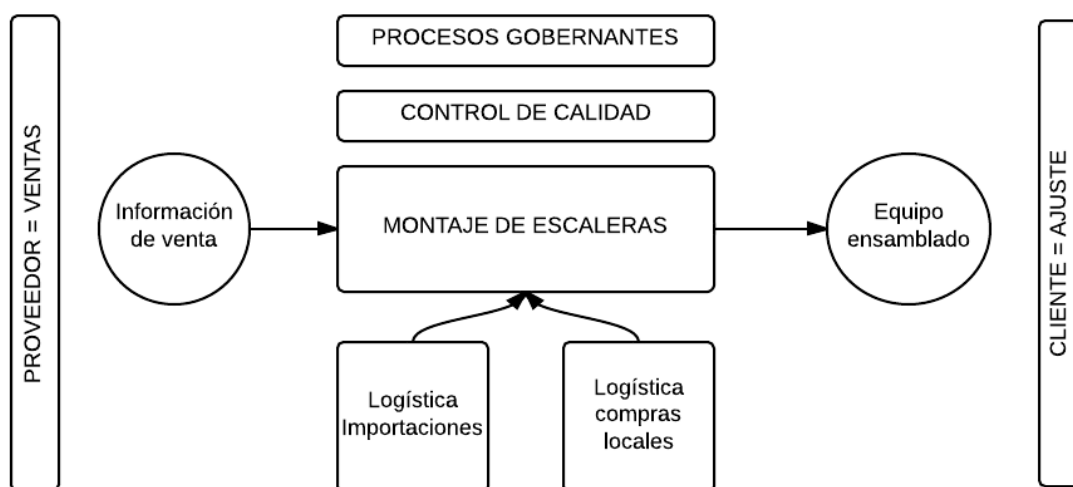 PROVEEDOR = VENTAS
PROCESOS GOBERNANTES
CONTROL DE CALIDAD
Información
de venta
MONTAJE DE ESCALERAS
Equipo
ensamblado
Logística
Importaciones
Logística
compras
locales
CLIENTE = AJUSTE